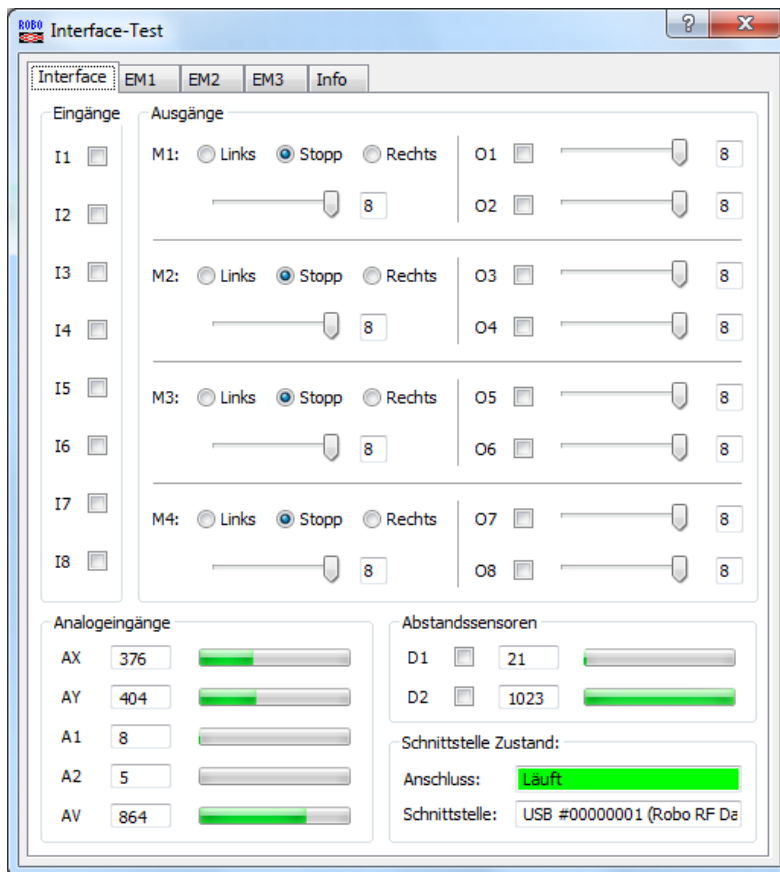 ROBO Interface-Test
Interface EM1 EM2 EM3 Info
Eingänge
I1
I2
I3
I4
I5
I6
I7
I8
Ausgänge
M1: Links Stopp Rechts O1 8
8 O2 8
M2: Links Stopp Rechts O3 8
8 O4 8
M3: Links Stopp Rechts O5 8
8 O6 8
M4: Links Stopp Rechts O7 8
8 O8 8
Analogeingänge
AX 376
AY 404
A1 8
A2 5
AV 864
Abstandssensoren
D1 21
D2 1023
Schnittstelle Zustand:
Anschluss: Läuft
Schnittstelle: USB #00000001 (Robo RF Da